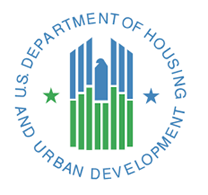 U.S. DEPARTMENT OF HOUSING
AND URBAN DEVELOPMENT